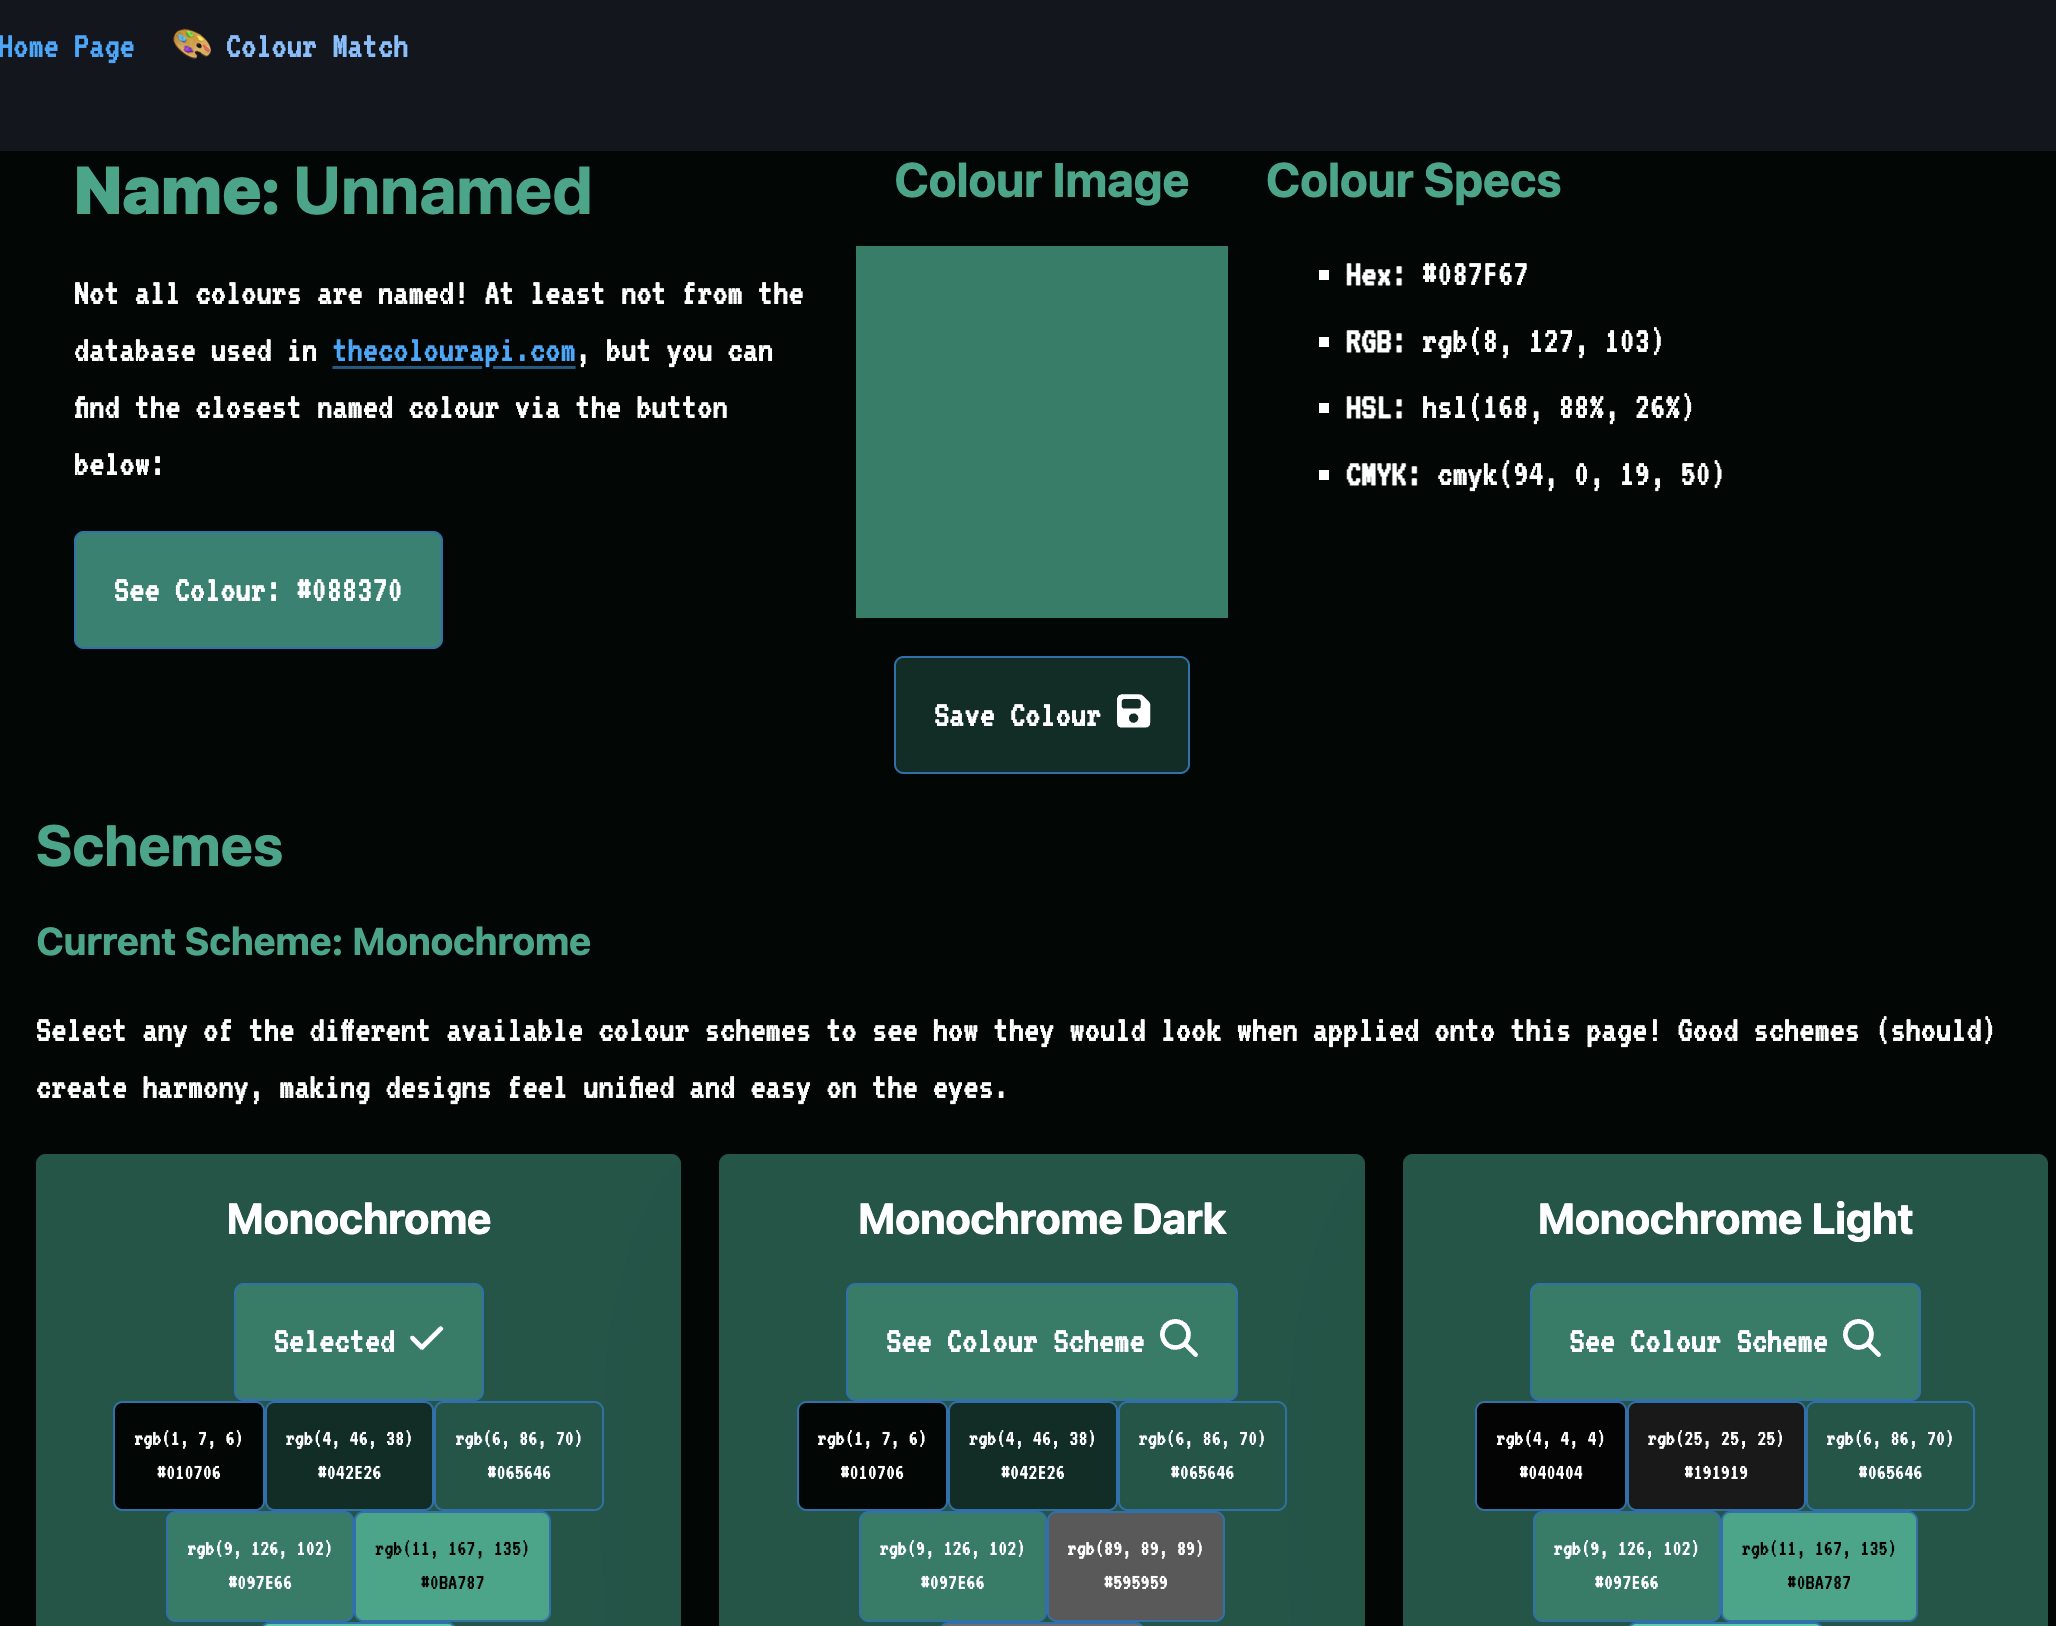 Home Page 🎨 Colour Match
Name: Unnamed
Not all colours are named! At least not from the
database used in thecolourapi.com, but you can
find the closest named colour via the button
below:
See Colour: #088370
Colour Image
Save Colour
Colour Specs
▪ Hex: #087F67
▪ RGB: rgb(8, 127, 103)
▪ HSL: hsl(168, 88%, 26%)
▪ CMYK: cmyk(94, 0, 19, 50)
Schemes
Current Scheme: Monochrome
Select any of the different available colour schemes to see how they would look when applied onto this page! Good schemes (should)
create harmony, making designs feel unified and easy on the eyes.
Monochrome
Selected
rgb(1, 7, 6)
#010706
rgb(4, 46, 38)
#042E26
rgb(6, 86, 70)
#065646
rgb(9, 126, 102)
#097E66
rgb(11, 167, 135)
#0BA787
Monochrome Dark
See Colour Scheme
rgb(1, 7, 6)
#010706
rgb(4, 46, 38)
#042E26
rgb(6, 86, 70)
#065646
rgb(9, 126, 102)
#097E66
rgb(89, 89, 89)
#595959
Monochrome Light
See Colour Scheme
rgb(4, 4, 4)
#040404
rgb(25, 25, 25)
#191919
rgb(6, 86, 70)
#065646
rgb(9, 126, 102)
#097E66
rgb(11, 167, 135)
#0BA787